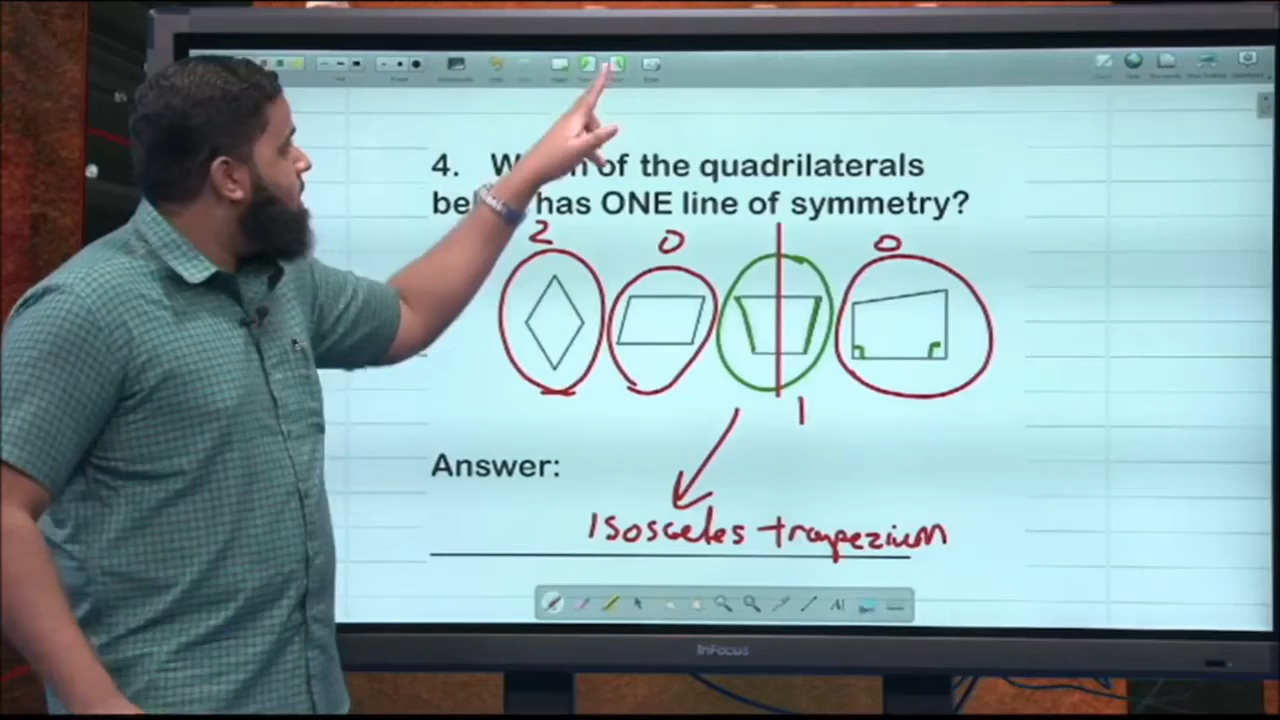 4. of the quadrilaterals
has ONE line of symmetry?
2 0 0
1
Answer:
Isosceles trapezium
InFocus